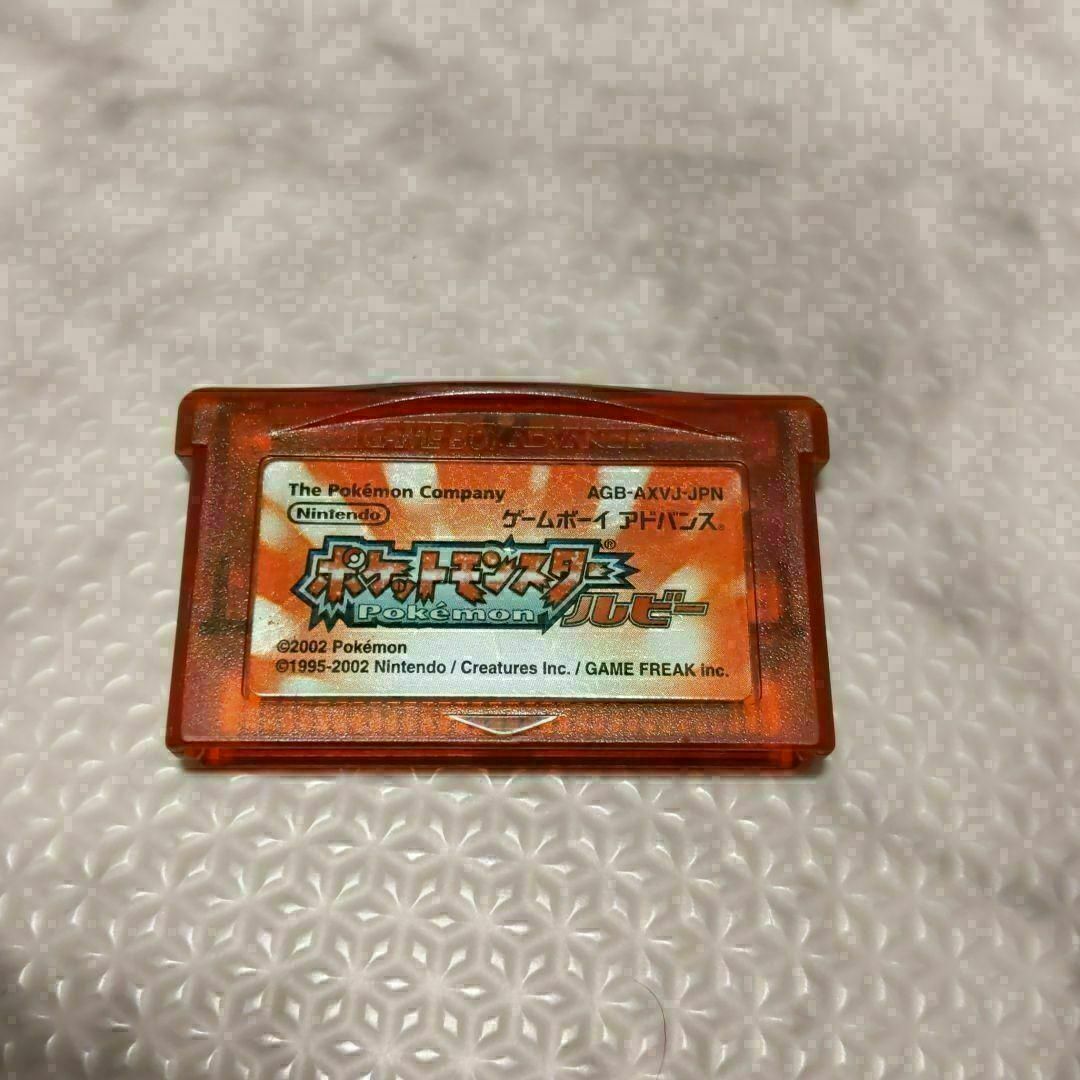 GAME BOY ADVANCE
The Pokémon Company AGB-AXVJ-JPN
Nintendo ゲームボーイ アドバンス®
ポケットモンスター®
Pokémon ルビー
©2002 Pokémon
©1995-2002 Nintendo / Creatures Inc. / GAME FREAK inc.